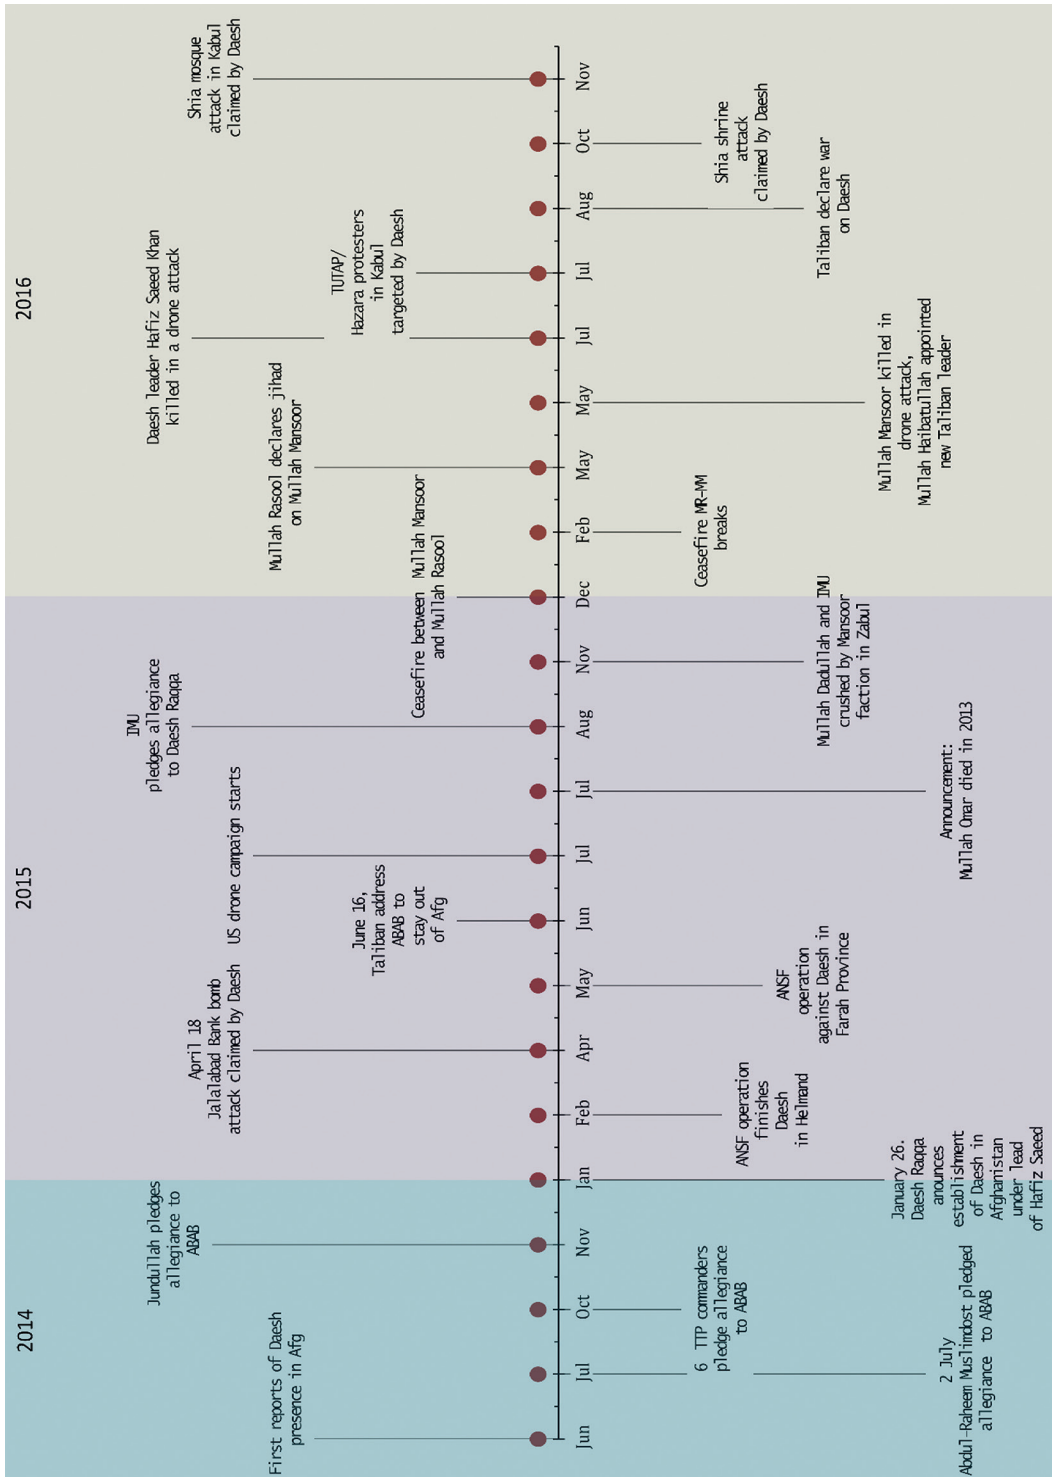 2014
2015
2016
First reports of Daesh
presence in Afg
Jundullah pledges
allegiance to
ABAB
April 18
Jalalabad Bank bomb
attack claimed by Daesh
June 16,
Taliban address
ABAB to
stay out
of Afg
US drone campaign starts
IMU
pledges allegiance
to Daesh Raqqa
Ceasefire between Mullah Mansoor
and Mullah Rasool
Mullah Rasool declares jihad
on Mullah Mansoor
Daesh leader Hafiz Saeed Khan
killed in a drone attack
TUTAP/
Hazara protesters
in Kabul
targeted by Daesh
Shia mosque
attack in Kabul
claimed by Daesh
Jun
Jul
Oct
Nov
Jan
Feb
Apr
May
Jun
Jul
Jul
Aug
Nov
Dec
Feb
May
May
Jul
Jul
Aug
Oct
Nov
2 July
Abdul-Raheem Muslimdost pledged
allegiance to ABAB
6 TTP commanders
pledge allegiance
to ABAB
January 26.
Daesh Raqqa
anounces
establishment
of Daesh in
Afghanistan
under lead
of Hafiz Saeed
ANSF operation
finishes
Daesh
in Helmand
ANSF
operation
against Daesh in
Farah Province
Announcement:
Mullah Omar died in 2013
Mullah Dadullah and IMU
crushed by Mansoor
faction in Zabul
Ceasefire MR-MM
breaks
Mullah Mansoor killed in
drone attack,
Mullah Haibatullah appointed
new Taliban leader
Taliban declare war
on Daesh
Shia shrine
attack
claimed by Daesh